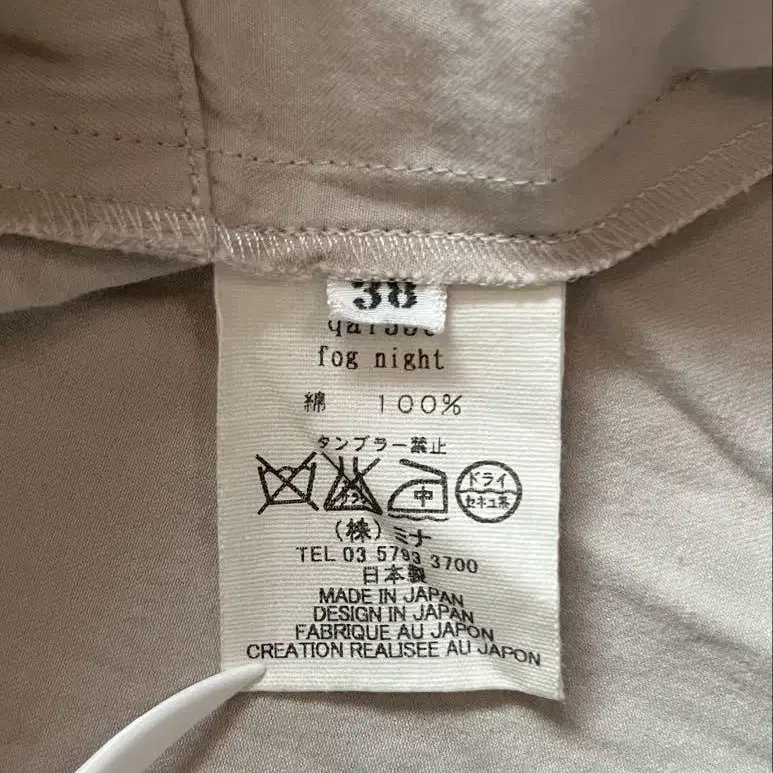 38
fog night
綿 100%
タンブラー禁止
中
ドライ
セキユ系
(株)ミナ
TEL 03 5793 3700
日本製
MADE IN JAPAN
DESIGN IN JAPAN
FABRIQUE AU JAPON
CREATION REALISEE AU JAPON